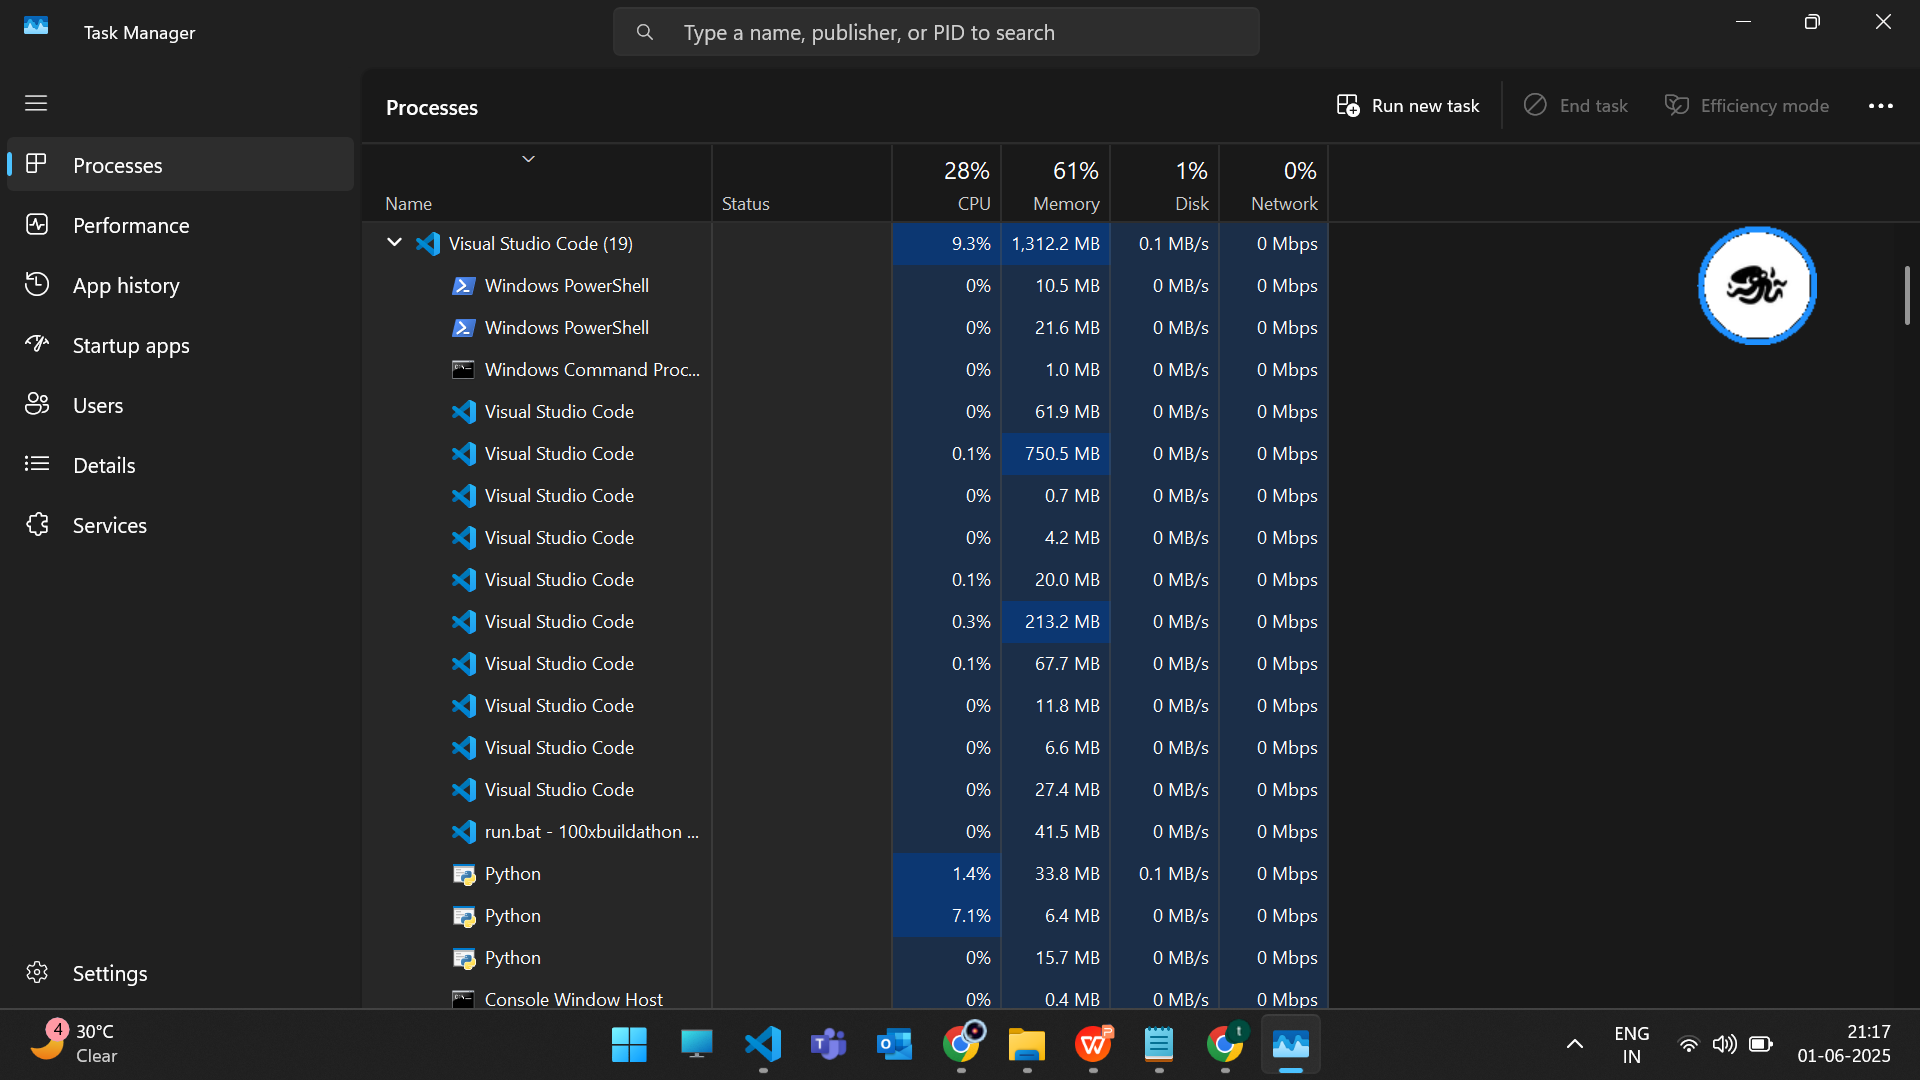 Task Manager
Type a name, publisher, or PID to search
Processes
Run new task
End task
Efficiency mode
Processes
Performance
App history
Startup apps
Users
Details
Services
Settings
28% 61% 1% 0%
Name Status CPU Memory Disk Network
Visual Studio Code (19) 9.3% 1,312.2 MB 0.1 MB/s 0 Mbps
Windows PowerShell 0% 10.5 MB 0 MB/s 0 Mbps
Windows PowerShell 0% 21.6 MB 0 MB/s 0 Mbps
Windows Command Proc... 0% 1.0 MB 0 MB/s 0 Mbps
Visual Studio Code 0% 61.9 MB 0 MB/s 0 Mbps
Visual Studio Code 0.1% 750.5 MB 0 MB/s 0 Mbps
Visual Studio Code 0% 0.7 MB 0 MB/s 0 Mbps
Visual Studio Code 0% 4.2 MB 0 MB/s 0 Mbps
Visual Studio Code 0.1% 20.0 MB 0 MB/s 0 Mbps
Visual Studio Code 0.3% 213.2 MB 0 MB/s 0 Mbps
Visual Studio Code 0.1% 67.7 MB 0 MB/s 0 Mbps
Visual Studio Code 0% 11.8 MB 0 MB/s 0 Mbps
Visual Studio Code 0% 6.6 MB 0 MB/s 0 Mbps
Visual Studio Code 0% 27.4 MB 0 MB/s 0 Mbps
run.bat - 100xbuildathon ... 0% 41.5 MB 0 MB/s 0 Mbps
Python 1.4% 33.8 MB 0.1 MB/s 0 Mbps
Python 7.1% 6.4 MB 0 MB/s 0 Mbps
Python 0% 15.7 MB 0 MB/s 0 Mbps
Console Window Host 0% 0.4 MB 0 MB/s 0 Mbps
4
30°C
Clear
ENG
IN
21:17
01-06-2025